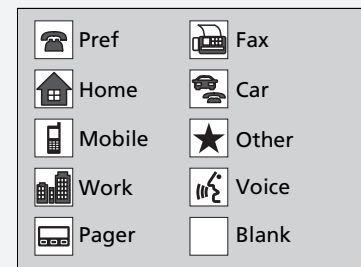 Pref
Fax
Home
Car
Mobile
Other
Work
Voice
Pager
Blank